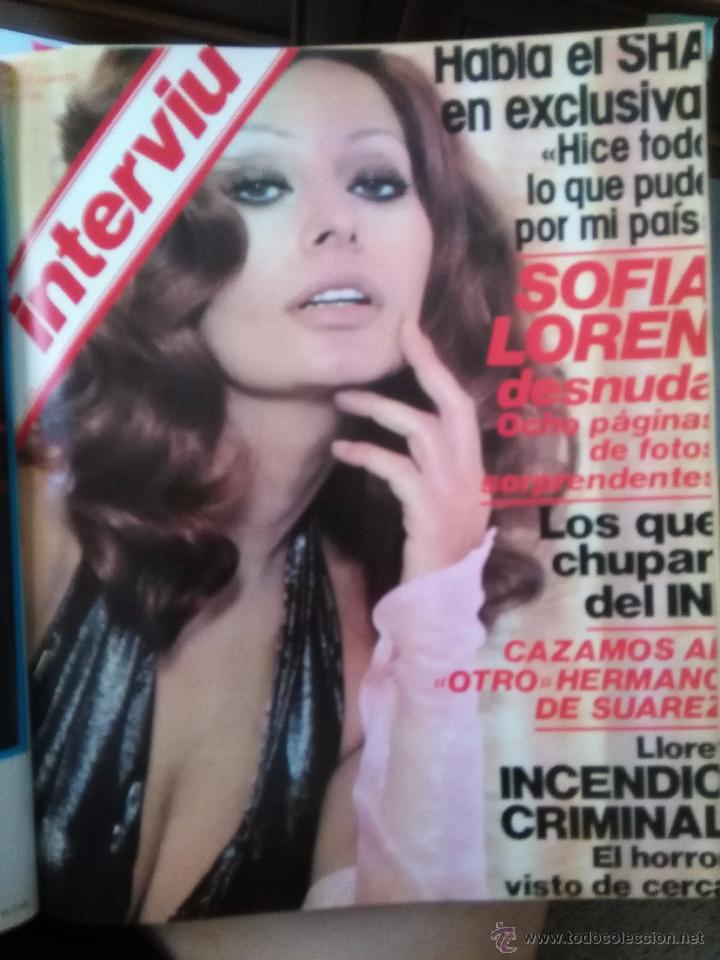 interviu
Habla el SHA
en exclusiva
«Hice todo
lo que pude
por mi país
SOFIA
LOREN
desnuda
Ocho páginas
de fotos
sorprendentes
Los que
chupan
del IN
CAZAMOS AL
«OTRO» HERMANO
DE SUAREZ
Lloret
INCENDIO
CRIMINAL
El horror
visto de cerca
© www.todocoleccion.net